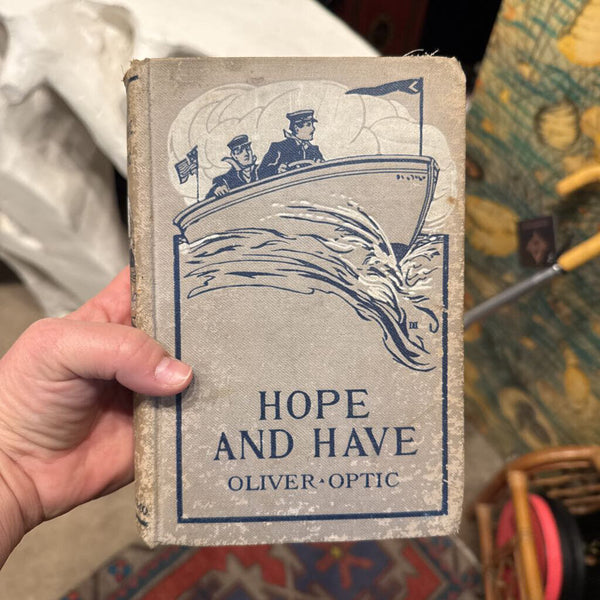 HOPE
AND HAVE
OLIVER · OPTIC